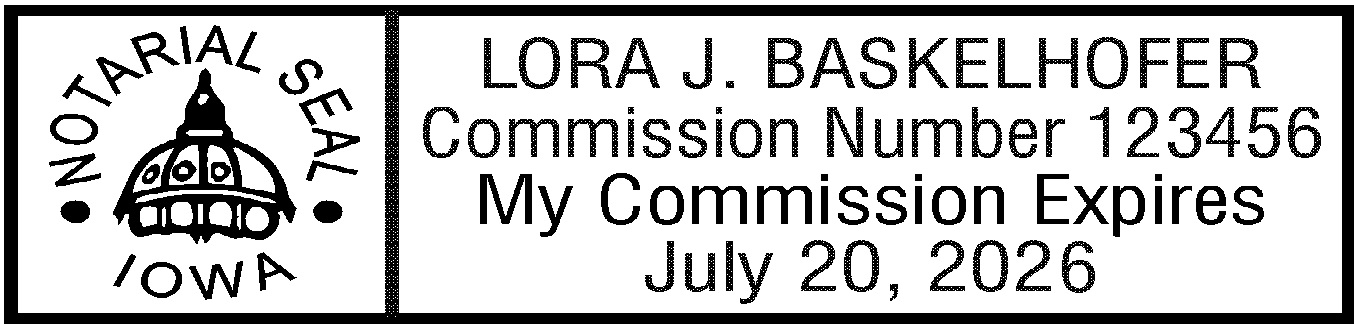 NOTARIAL SEAL
IOWA
LORA J. BASKELHOFER
Commission Number 123456
My Commission Expires
July 20, 2026